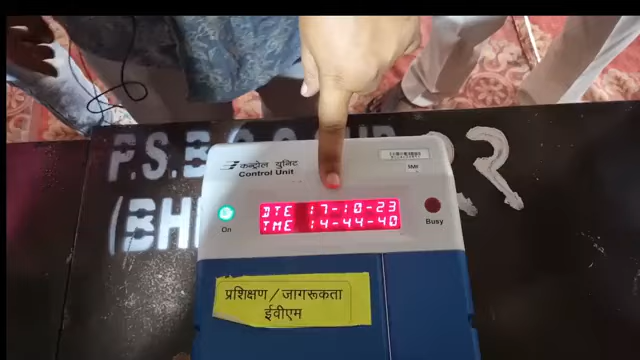 P.S.B
(BH
कन्ट्रोल युनिट
Control Unit
DTE 17-10-23
TME 14-44-40
On
Busy
प्रशिक्षण / जागरूकता
ईवीएम